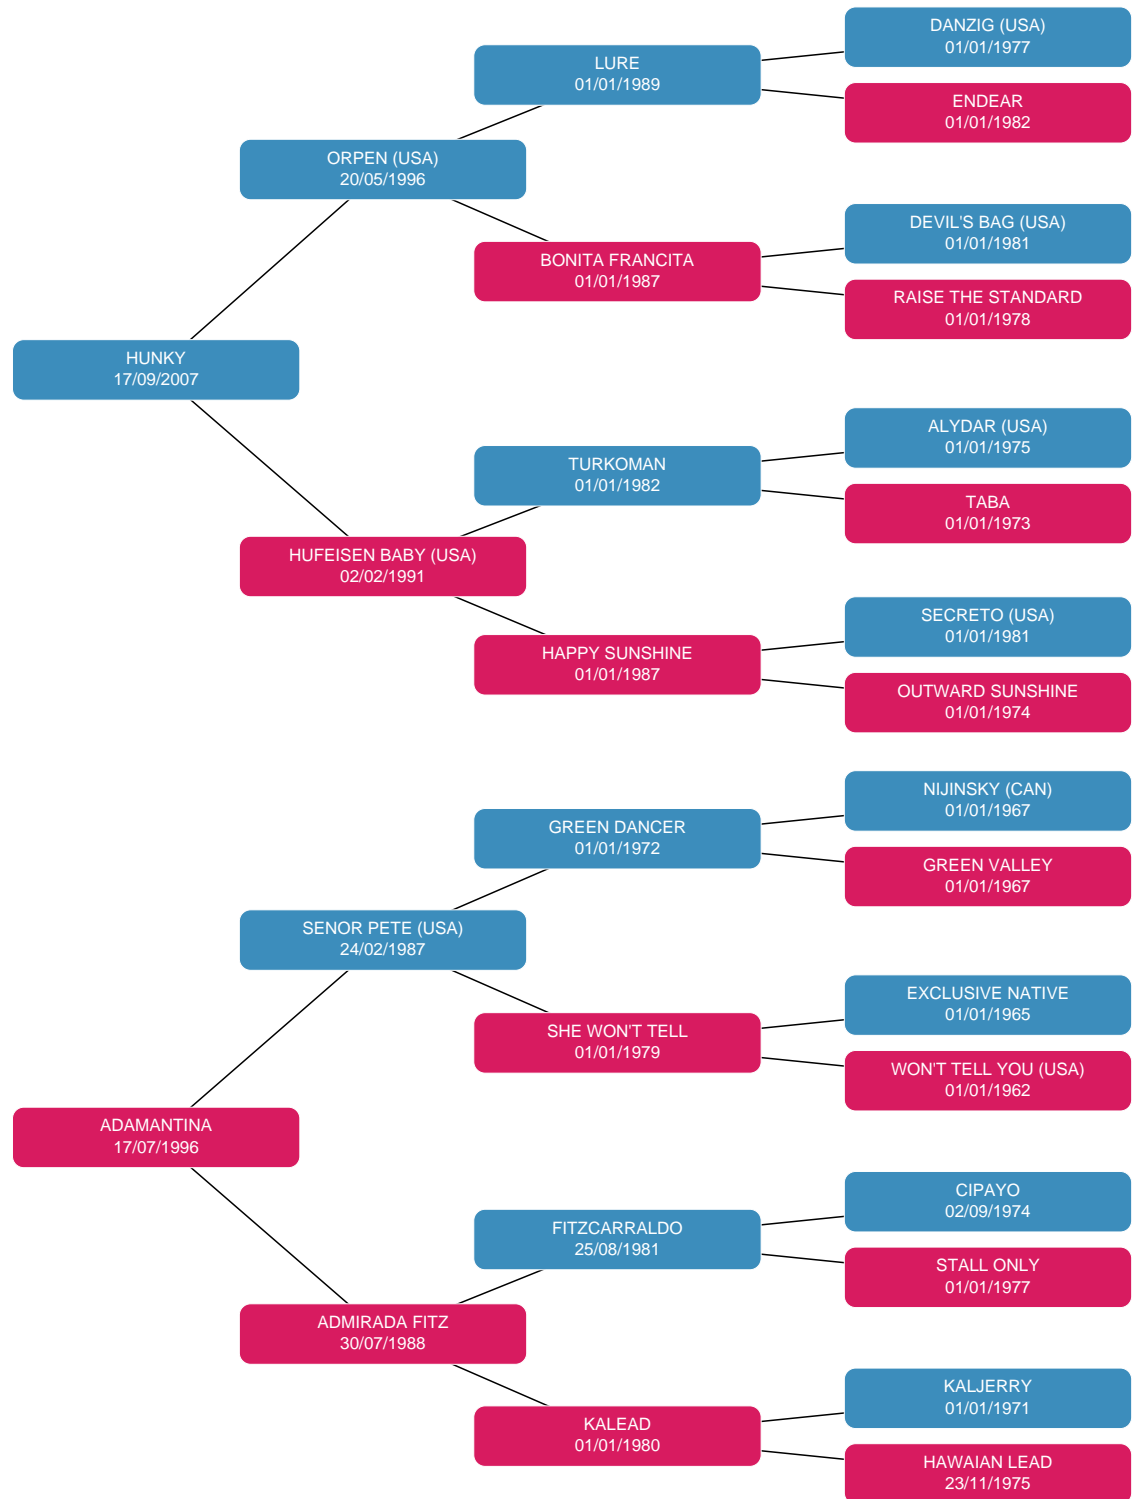 DANZIG (USA)
01/01/1977
LURE
01/01/1989
ENDEAR
01/01/1982
ORPEN (USA)
20/05/1996
DEVIL'S BAG (USA)
01/01/1981
BONITA FRANCITA
01/01/1987
RAISE THE STANDARD
01/01/1978
HUNKY
17/09/2007
ALYDAR (USA)
01/01/1975
TURKOMAN
01/01/1982
TABA
01/01/1973
HUFEISEN BABY (USA)
02/02/1991
SECRETO (USA)
01/01/1981
HAPPY SUNSHINE
01/01/1987
OUTWARD SUNSHINE
01/01/1974
NIJINSKY (CAN)
01/01/1967
GREEN DANCER
01/01/1972
GREEN VALLEY
01/01/1967
SENOR PETE (USA)
24/02/1987
EXCLUSIVE NATIVE
01/01/1965
SHE WON'T TELL
01/01/1979
WON'T TELL YOU (USA)
01/01/1962
ADAMANTINA
17/07/1996
CIPAYO
02/09/1974
FITZCARRALDO
25/08/1981
STALL ONLY
01/01/1977
ADMIRADA FITZ
30/07/1988
KALJERRY
01/01/1971
KALEAD
01/01/1980
HAWAIAN LEAD
23/11/1975